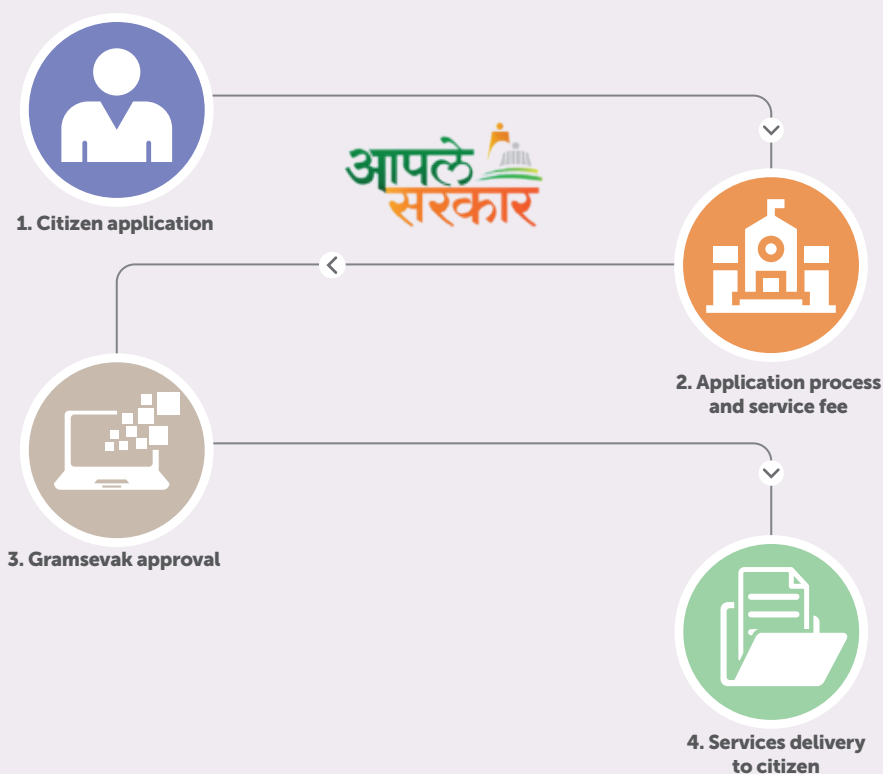 आपले
सरकार
1. Citizen application
2. Application process
and service fee
3. Gramsevak approval
4. Services delivery
to citizen